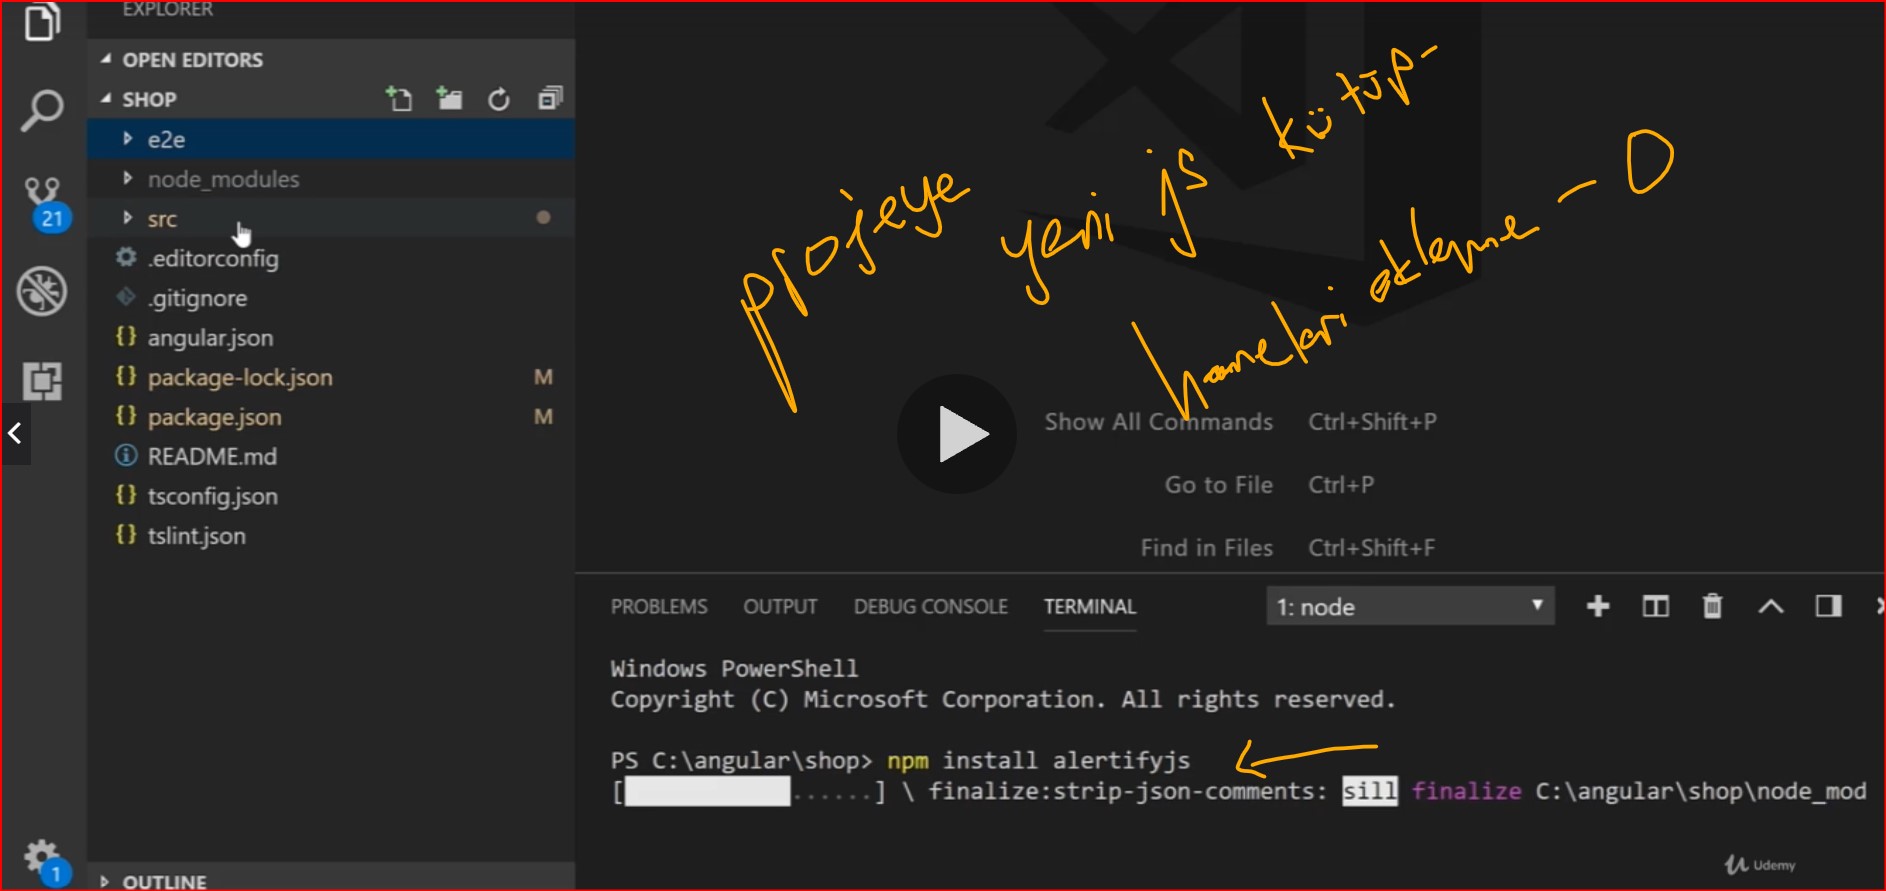 EXPLORER
OPEN EDITORS
SHOP
e2e
node_modules
src
.editorconfig
.gitignore
angular.json
package-lock.json M
package.json M
README.md
tsconfig.json
tslint.json
OUTLINE
21
1
projeye yeni js kütüp-
haneleri ekleme - 0
Show All Commands Ctrl+Shift+P
Go to File Ctrl+P
Find in Files Ctrl+Shift+F
PROBLEMS OUTPUT DEBUG CONSOLE TERMINAL 1: node
Windows PowerShell
Copyright (C) Microsoft Corporation. All rights reserved.
PS C:\angular\shop> npm install alertifyjs
[ ......] \ finalize:strip-json-comments: sill finalize C:\angular\shop\node_mod
Udemy